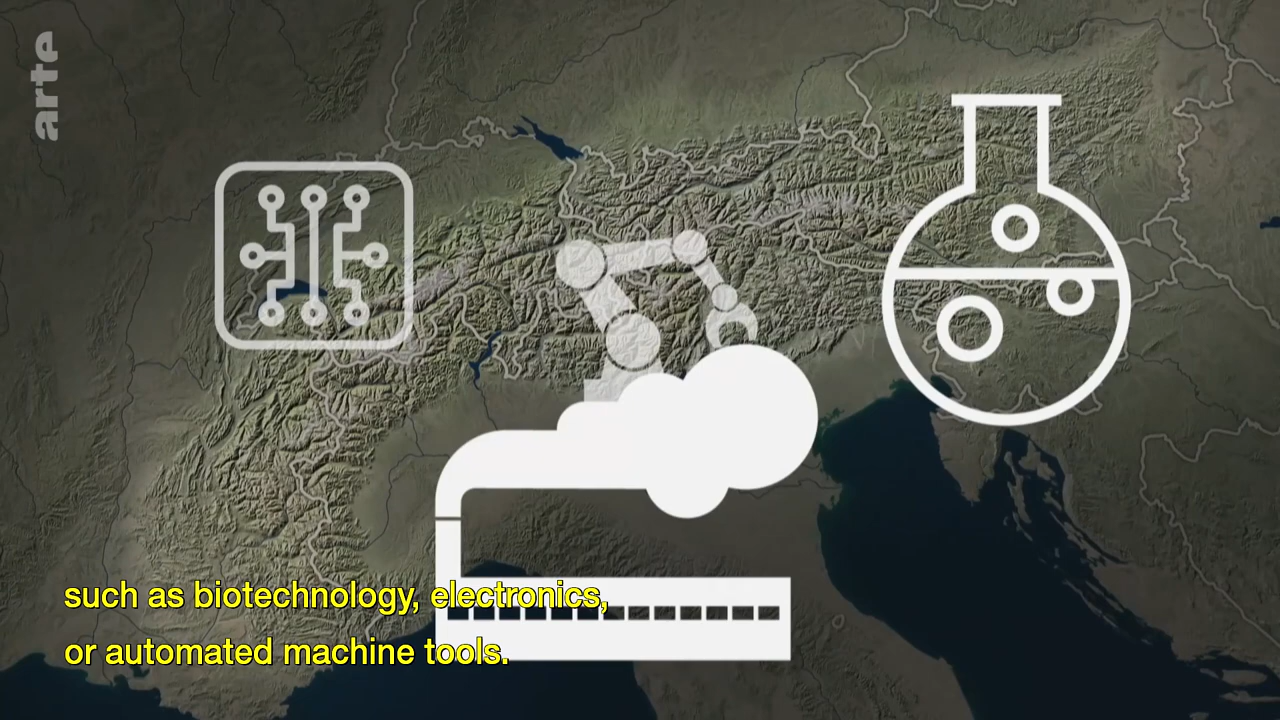 arte
such as biotechnology, electronics,
or automated machine tools.